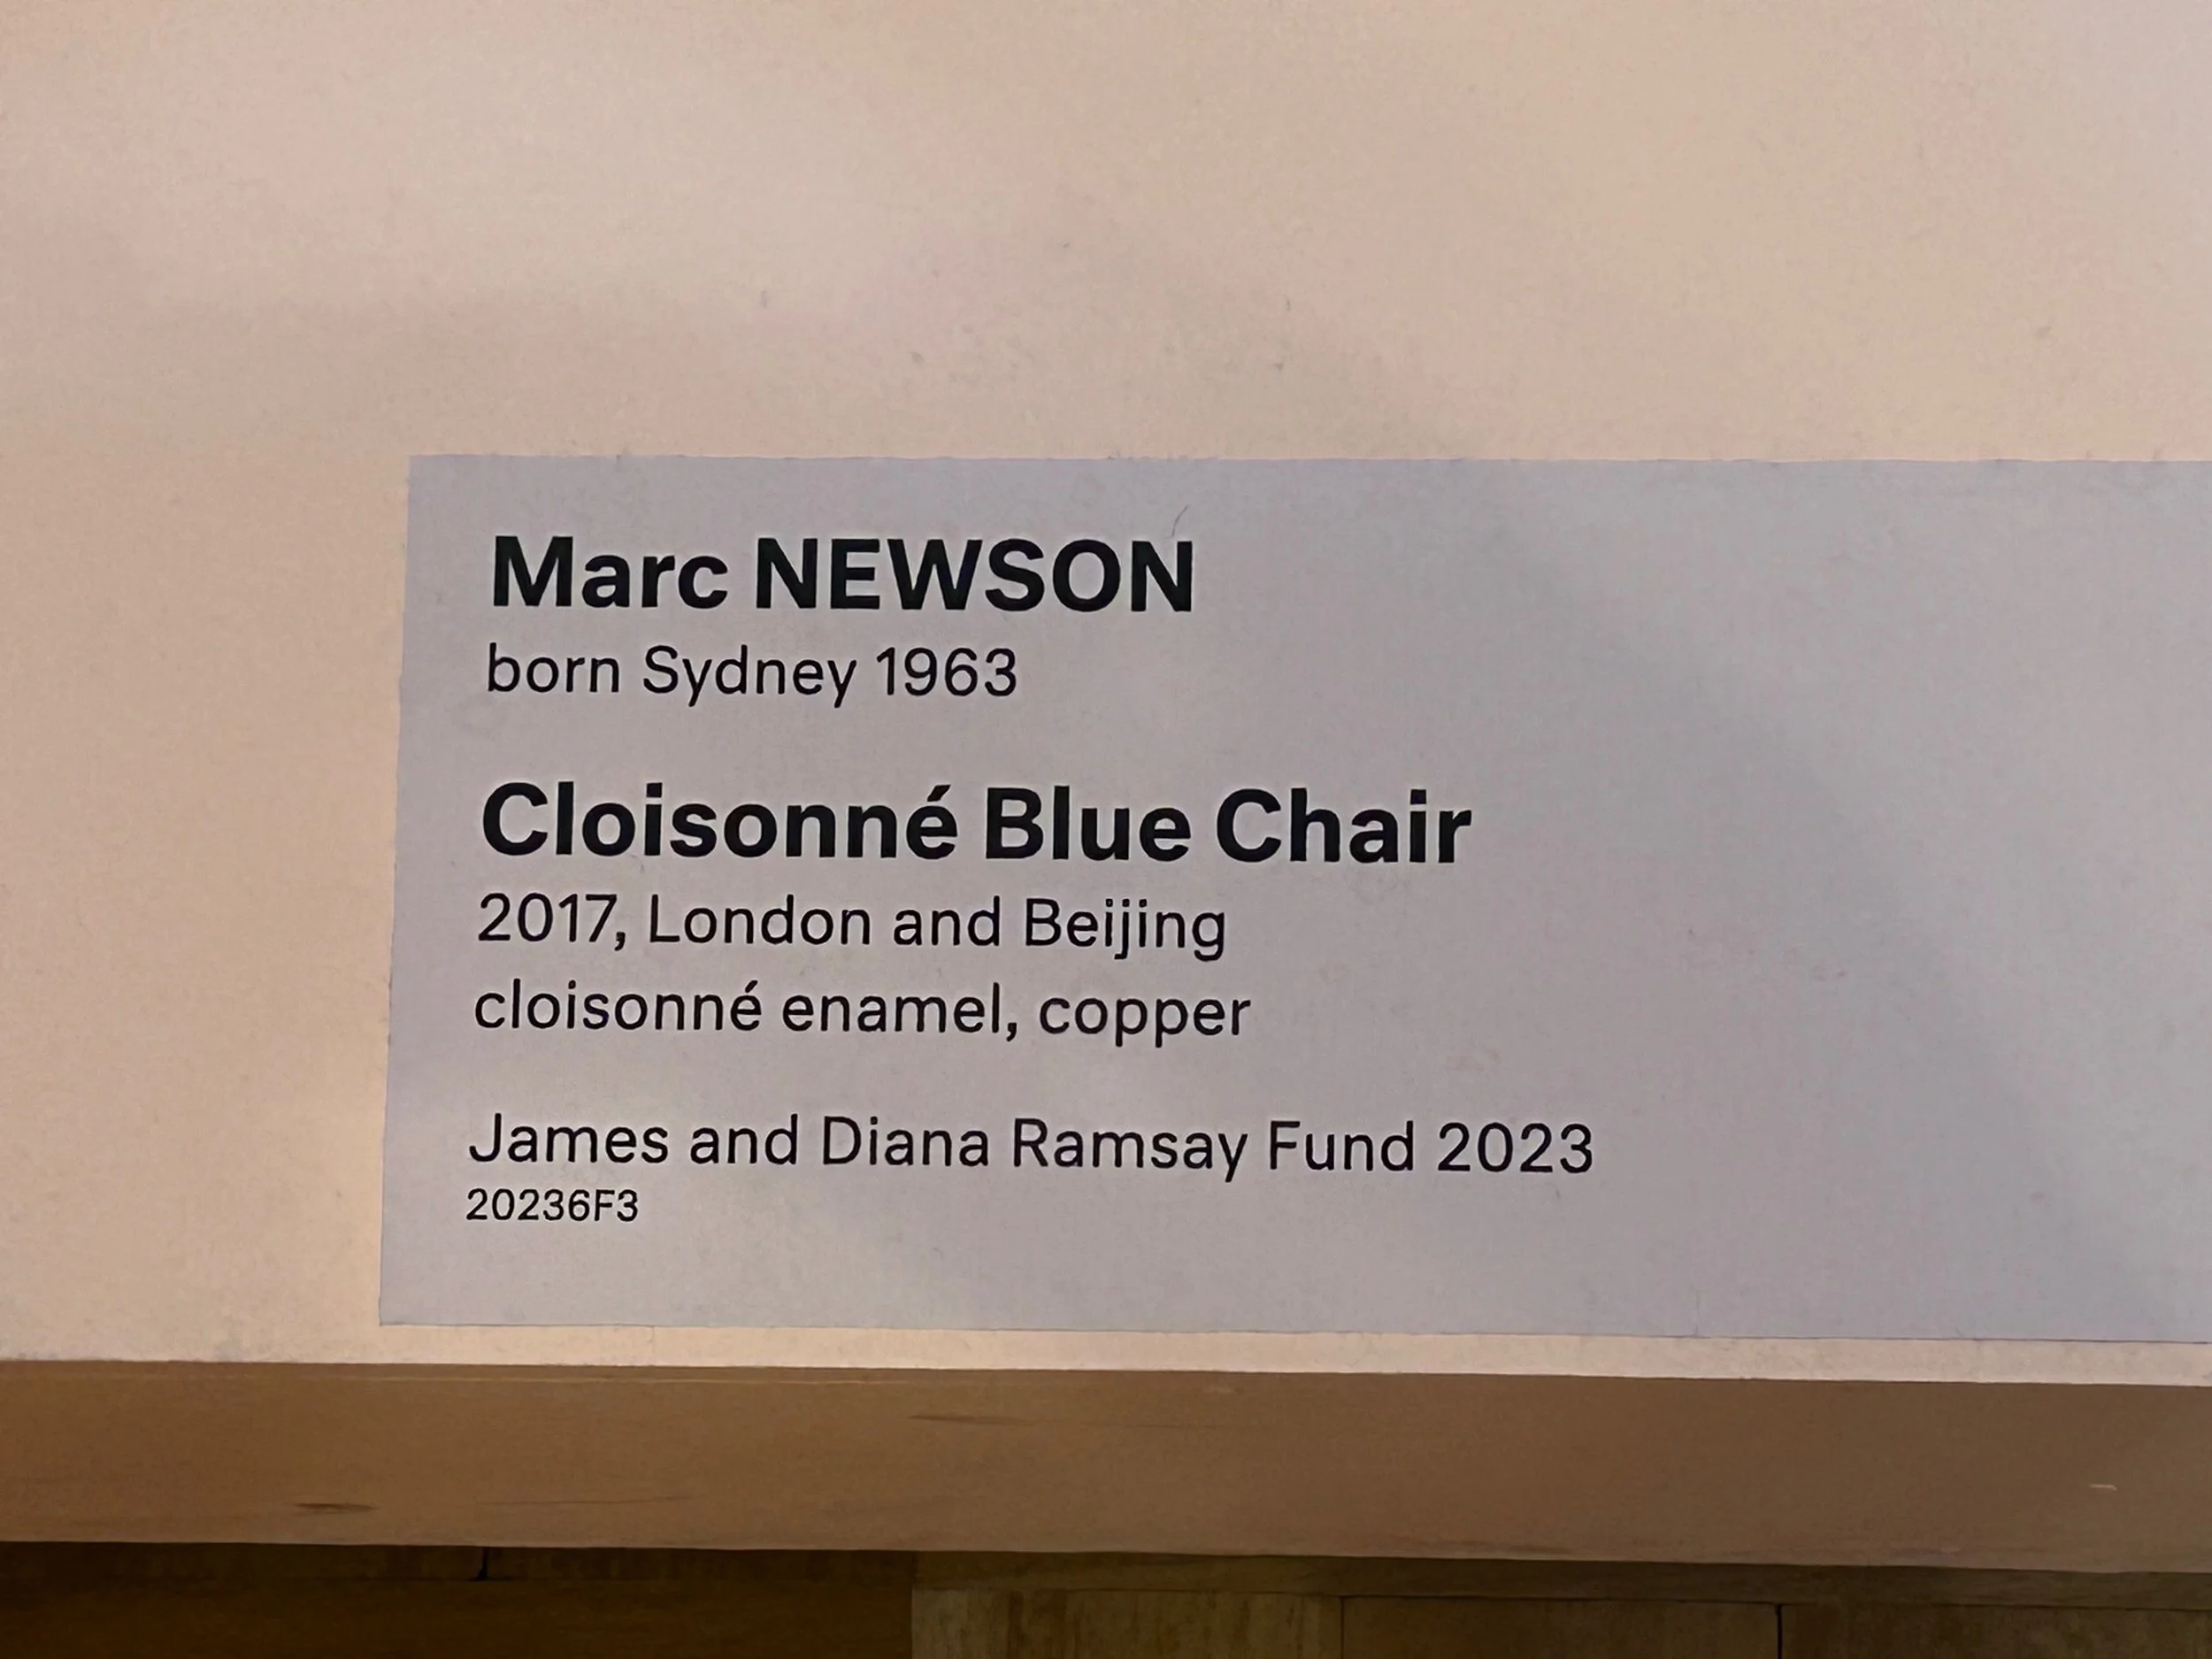 Marc NEWSON
born Sydney 1963
Cloisonné Blue Chair
2017, London and Beijing
cloisonné enamel, copper
James and Diana Ramsay Fund 2023
20236F3